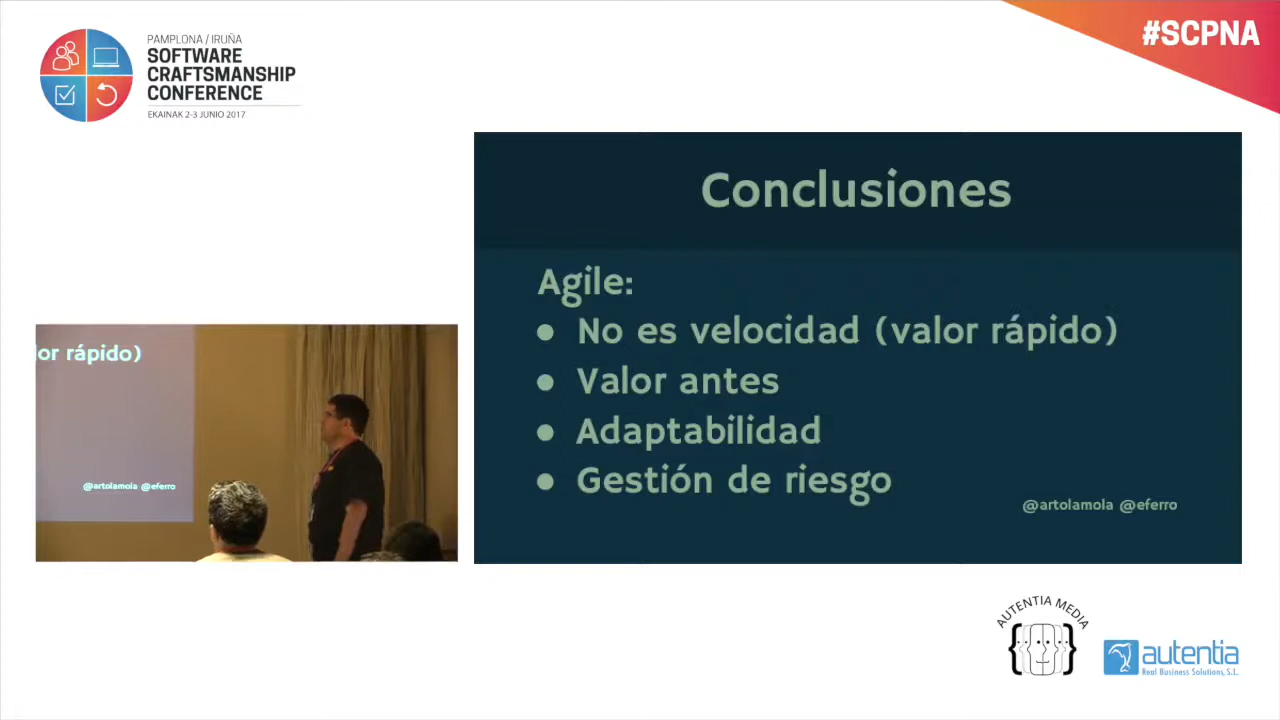 PAMPLONA / IRUÑA
SOFTWARE
CRAFTSMANSHIP
CONFERENCE
EKAINAK 2-3 JUNIO 2017
#SCPNA
Conclusiones
Agile:
● No es velocidad (valor rápido)
● Valor antes
● Adaptabilidad
● Gestión de riesgo
@artolamola @eferro
lor rápido)
@artolamola @eferro
AUTENTIA MEDIA
autentia
Real Business Solutions, S.L.